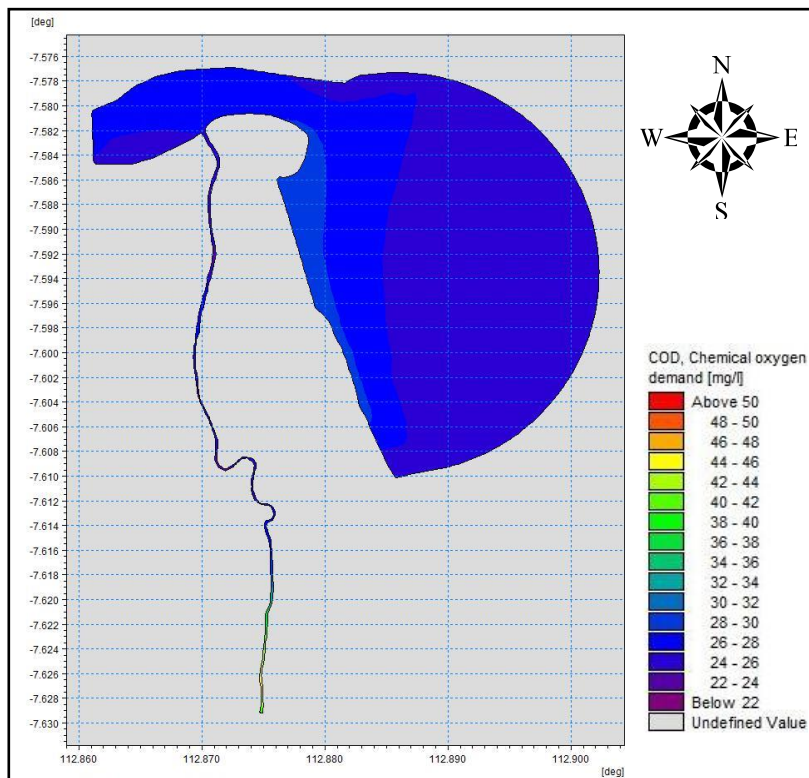 [deg]
-7.576
-7.578
-7.580
-7.582
-7.584
-7.586
-7.588
-7.590
-7.592
-7.594
-7.596
-7.598
-7.600
-7.602
-7.604
-7.606
-7.608
-7.610
-7.612
-7.614
-7.616
-7.618
-7.620
-7.622
-7.624
-7.626
-7.628
-7.630
112.860 112.870 112.880 112.890 112.900
[deg]
N
W E
S
COD, Chemical oxygen
demand [mg/l]
Above 50
48 - 50
46 - 48
44 - 46
42 - 44
40 - 42
38 - 40
36 - 38
34 - 36
32 - 34
30 - 32
28 - 30
26 - 28
24 - 26
22 - 24
Below 22
Undefined Value